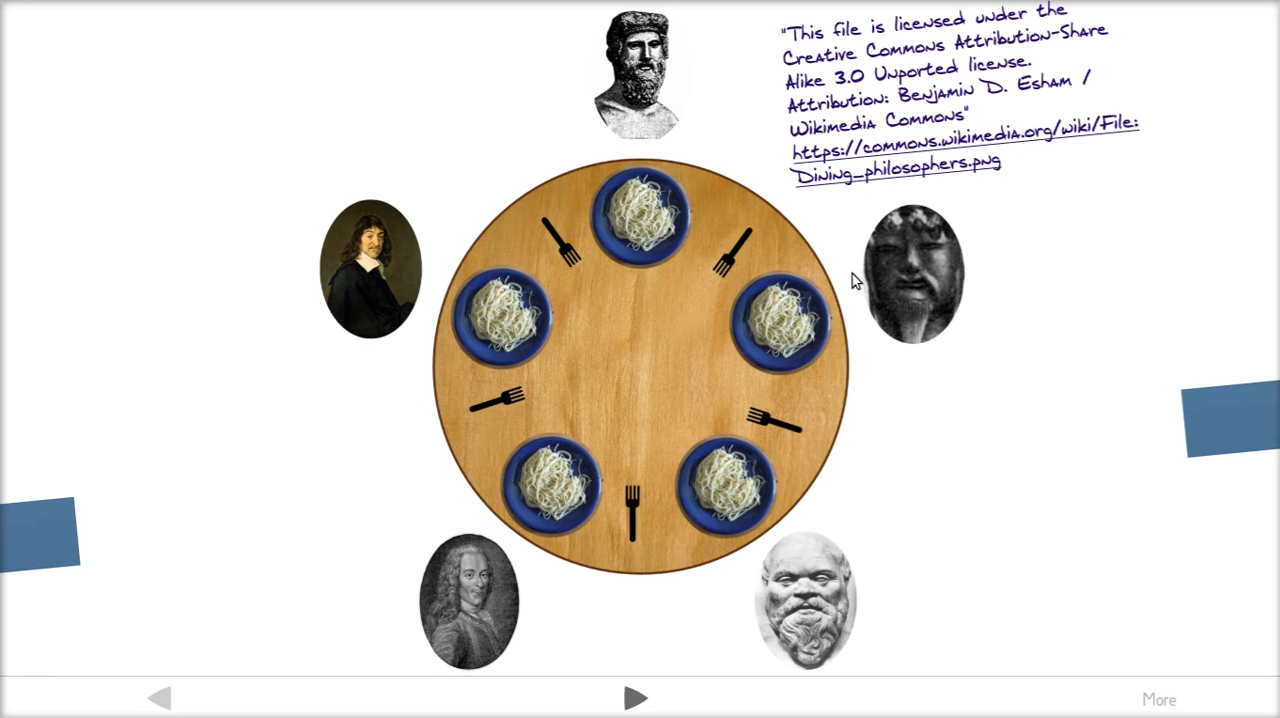 "This file is licensed under the
Creative Commons Attribution-Share
Alike 3.0 Unported license.
Attribution: Benjamin D. Esham /
Wikimedia Commons"
https://commons.wikimedia.org/wiki/File:
Dining_philosophers.png
More